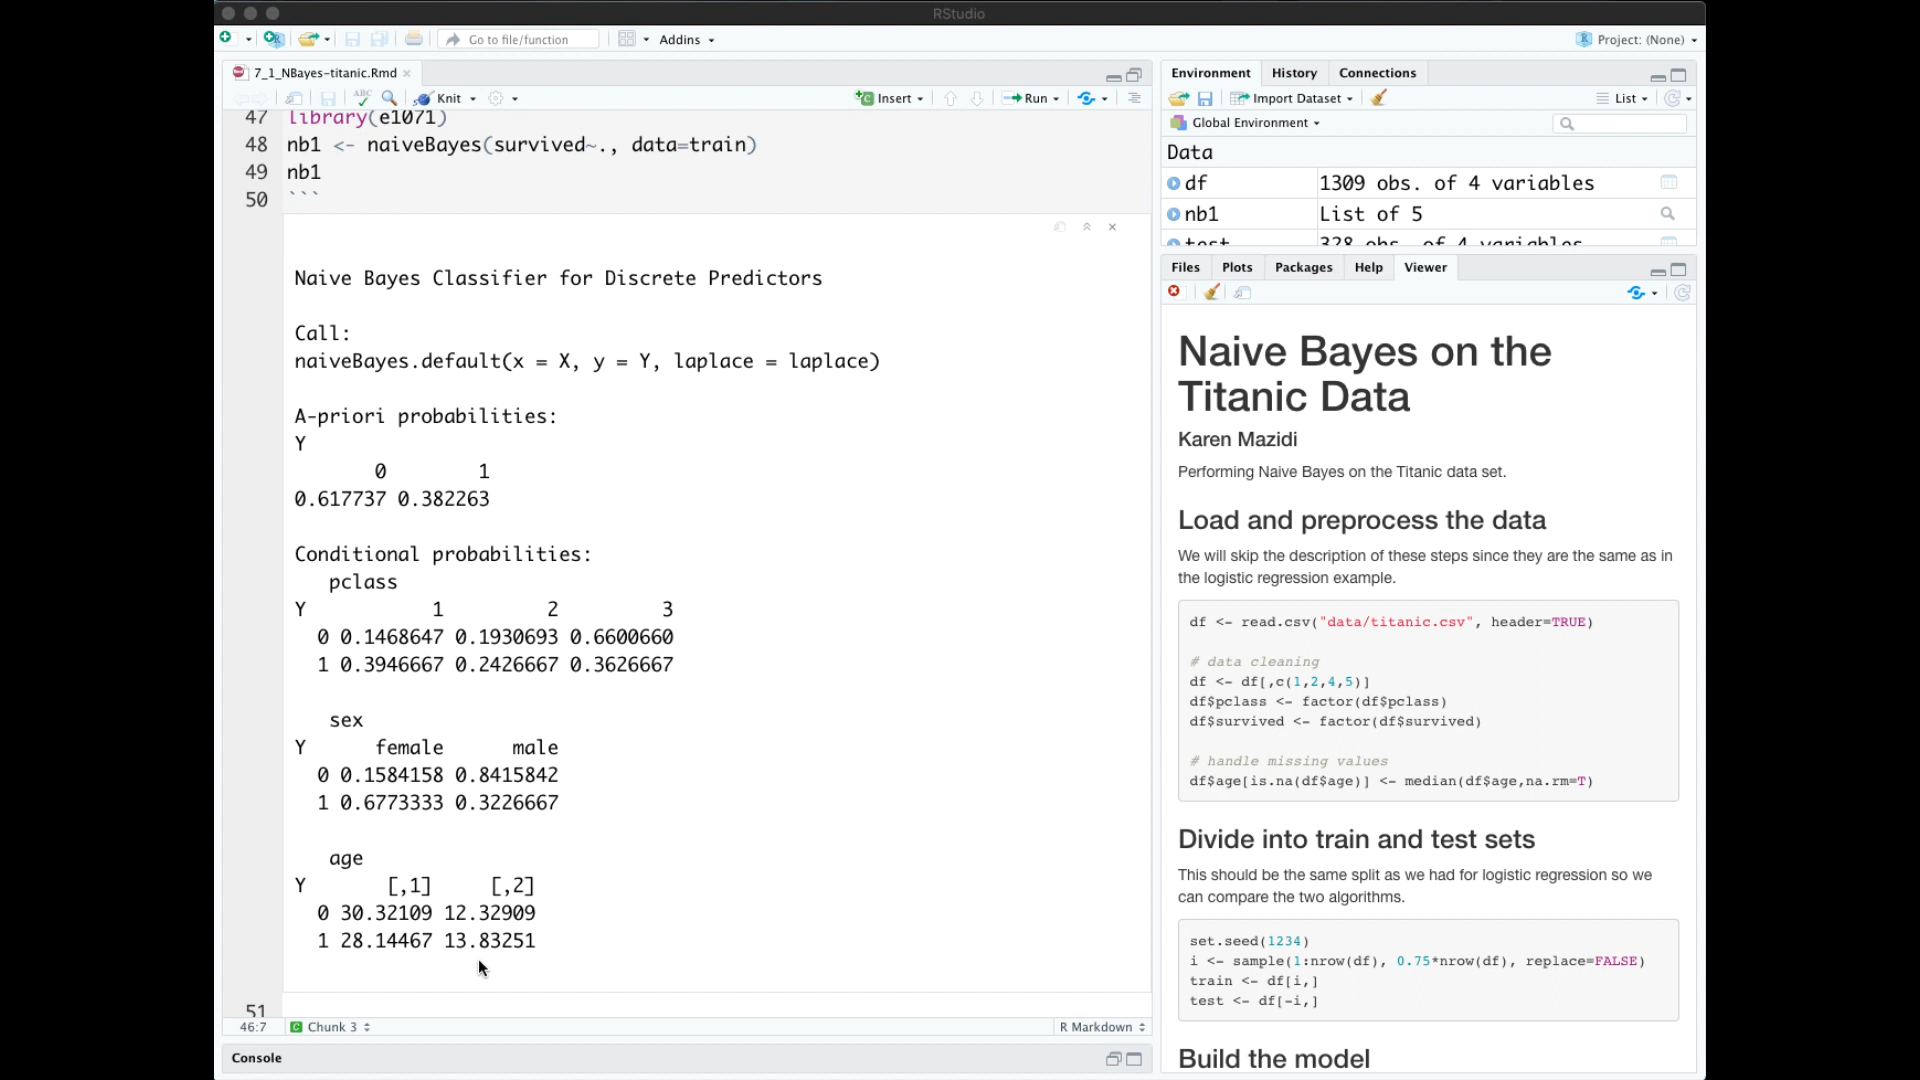 RStudio
Go to file/function
Addins
Project: (None)
7_1_NBayes-titanic.Rmd
ABC
Knit
Insert
Run
47 library(e1071)
48 nb1 <- naiveBayes(survived~., data=train)
49 nb1
50 ```
Naive Bayes Classifier for Discrete Predictors
Call:
naiveBayes.default(x = X, y = Y, laplace = laplace)
A-priori probabilities:
Y
0 1
0.617737 0.382263
Conditional probabilities:
pclass
Y 1 2 3
0 0.1468647 0.1930693 0.6600660
1 0.3946667 0.2426667 0.3626667
sex
Y female male
0 0.1584158 0.8415842
1 0.6773333 0.3226667
age
Y [,1] [,2]
0 30.32109 12.32909
1 28.14467 13.83251
51
46:7
Chunk 3
R Markdown
Console
Environment
History
Connections
Import Dataset
List
Global Environment
Data
df 1309 obs. of 4 variables
nb1 List of 5
test 328 obs. of 4 variables
Files
Plots
Packages
Help
Viewer
Naive Bayes on the
Titanic Data
Karen Mazidi
Performing Naive Bayes on the Titanic data set.
Load and preprocess the data
We will skip the description of these steps since they are the same as in
the logistic regression example.
df <- read.csv("data/titanic.csv", header=TRUE)
# data cleaning
df <- df[,c(1,2,4,5)]
df$pclass <- factor(df$pclass)
df$survived <- factor(df$survived)
# handle missing values
df$age[is.na(df$age)] <- median(df$age,na.rm=T)
Divide into train and test sets
This should be the same split as we had for logistic regression so we
can compare the two algorithms.
set.seed(1234)
i <- sample(1:nrow(df), 0.75*nrow(df), replace=FALSE)
train <- df[i,]
test <- df[-i,]
Build the model